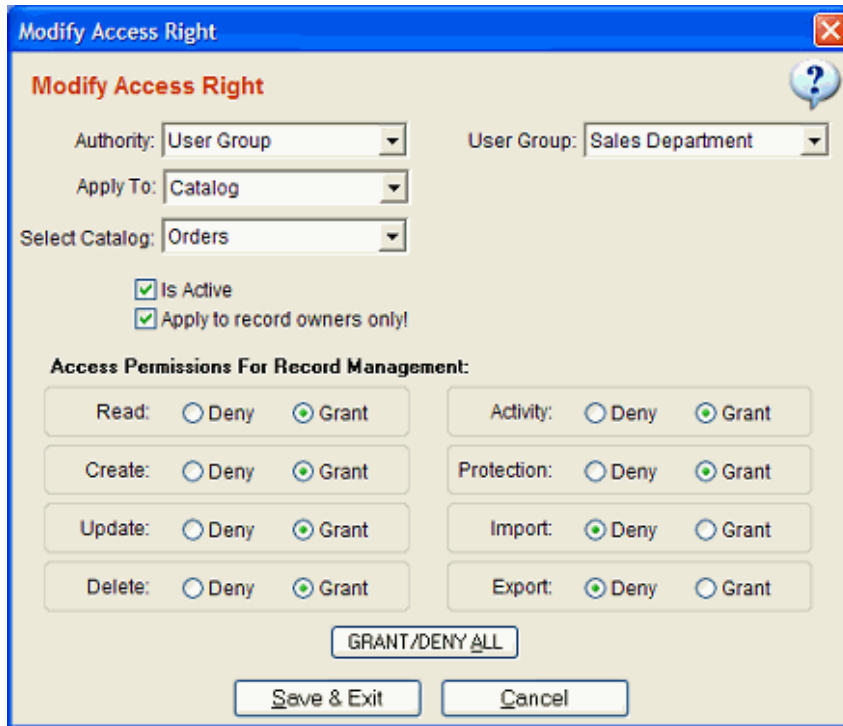 Modify Access Right
Modify Access Right
?
Authority: User Group User Group: Sales Department
Apply To: Catalog
Select Catalog: Orders
Is Active
Apply to record owners only!
Access Permissions For Record Management:
Read: Deny Grant Activity: Deny Grant
Create: Deny Grant Protection: Deny Grant
Update: Deny Grant Import: Deny Grant
Delete: Deny Grant Export: Deny Grant
GRANT/DENY ALL
Save & Exit Cancel